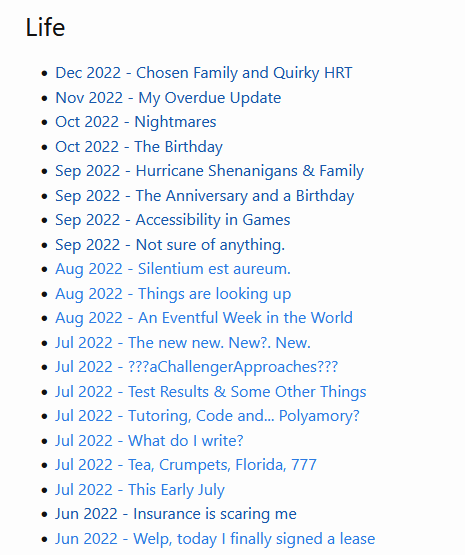 Life
Dec 2022 - Chosen Family and Quirky HRT
Nov 2022 - My Overdue Update
Oct 2022 - Nightmares
Oct 2022 - The Birthday
Sep 2022 - Hurricane Shenanigans & Family
Sep 2022 - The Anniversary and a Birthday
Sep 2022 - Accessibility in Games
Sep 2022 - Not sure of anything.
Aug 2022 - Silentium est aureum.
Aug 2022 - Things are looking up
Aug 2022 - An Eventful Week in the World
Jul 2022 - The new new. New?. New.
Jul 2022 - ???aChallengerApproaches???
Jul 2022 - Test Results & Some Other Things
Jul 2022 - Tutoring, Code and... Polyamory?
Jul 2022 - What do I write?
Jul 2022 - Tea, Crumpets, Florida, 777
Jul 2022 - This Early July
Jun 2022 - Insurance is scaring me
Jun 2022 - Welp, today I finally signed a lease